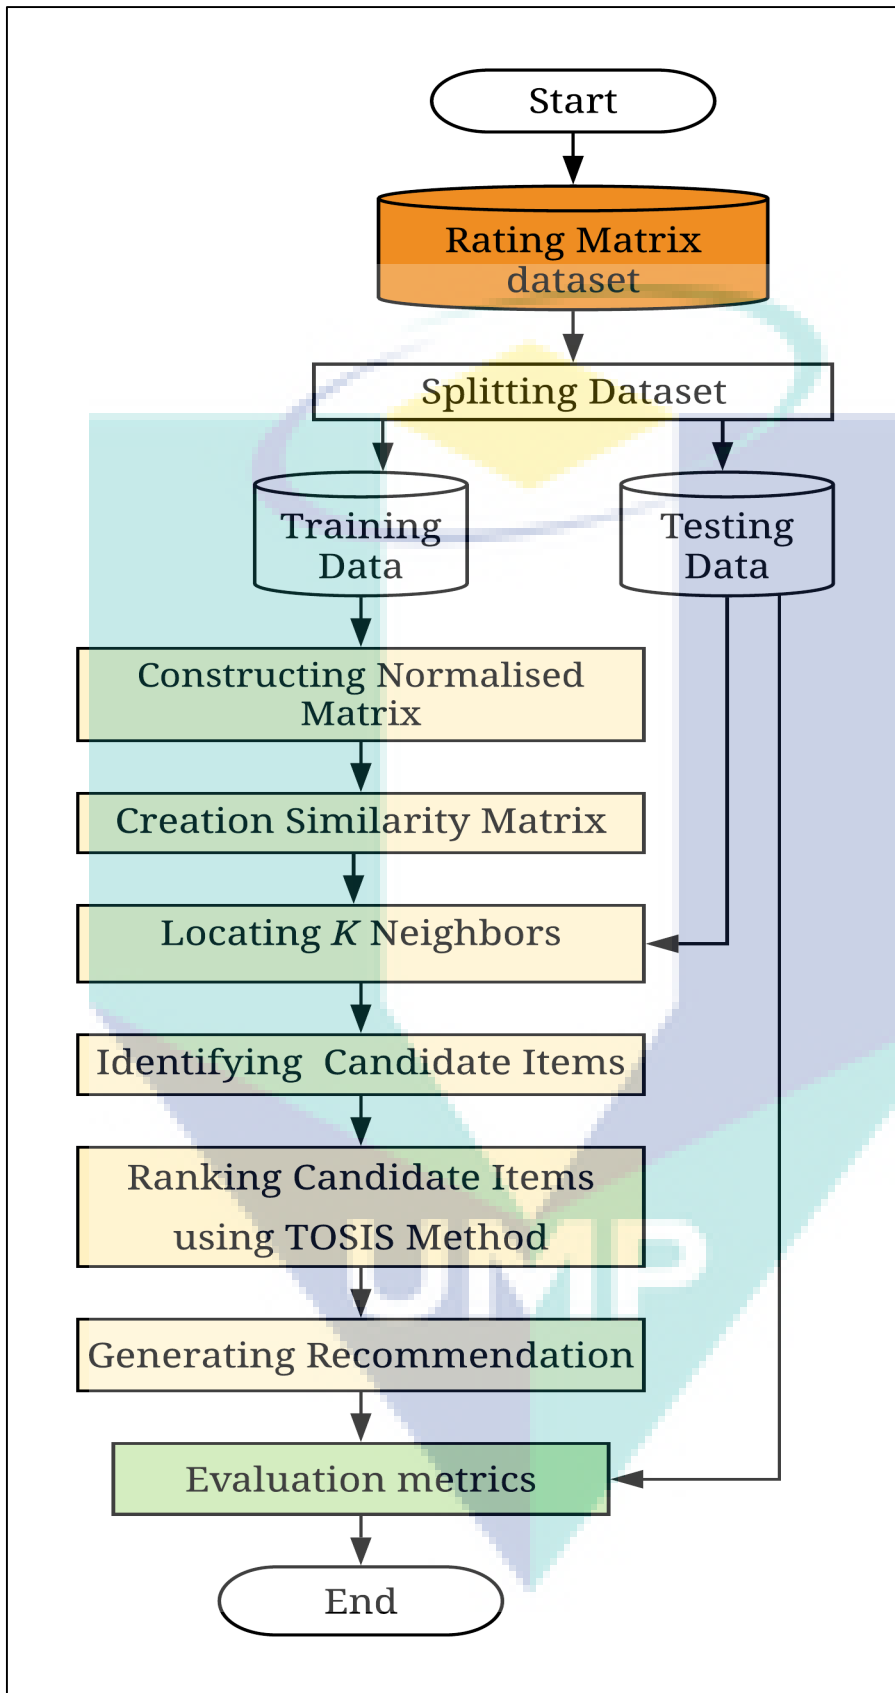 Start
Rating Matrix
dataset
Splitting Dataset
Training
Data
Testing
Data
Constructing Normalised
Matrix
Creation Similarity Matrix
Locating K Neighbors
Identifying Candidate Items
Ranking Candidate Items
using TOSIS Method
UMP
Generating Recommendation
Evaluation metrics
End